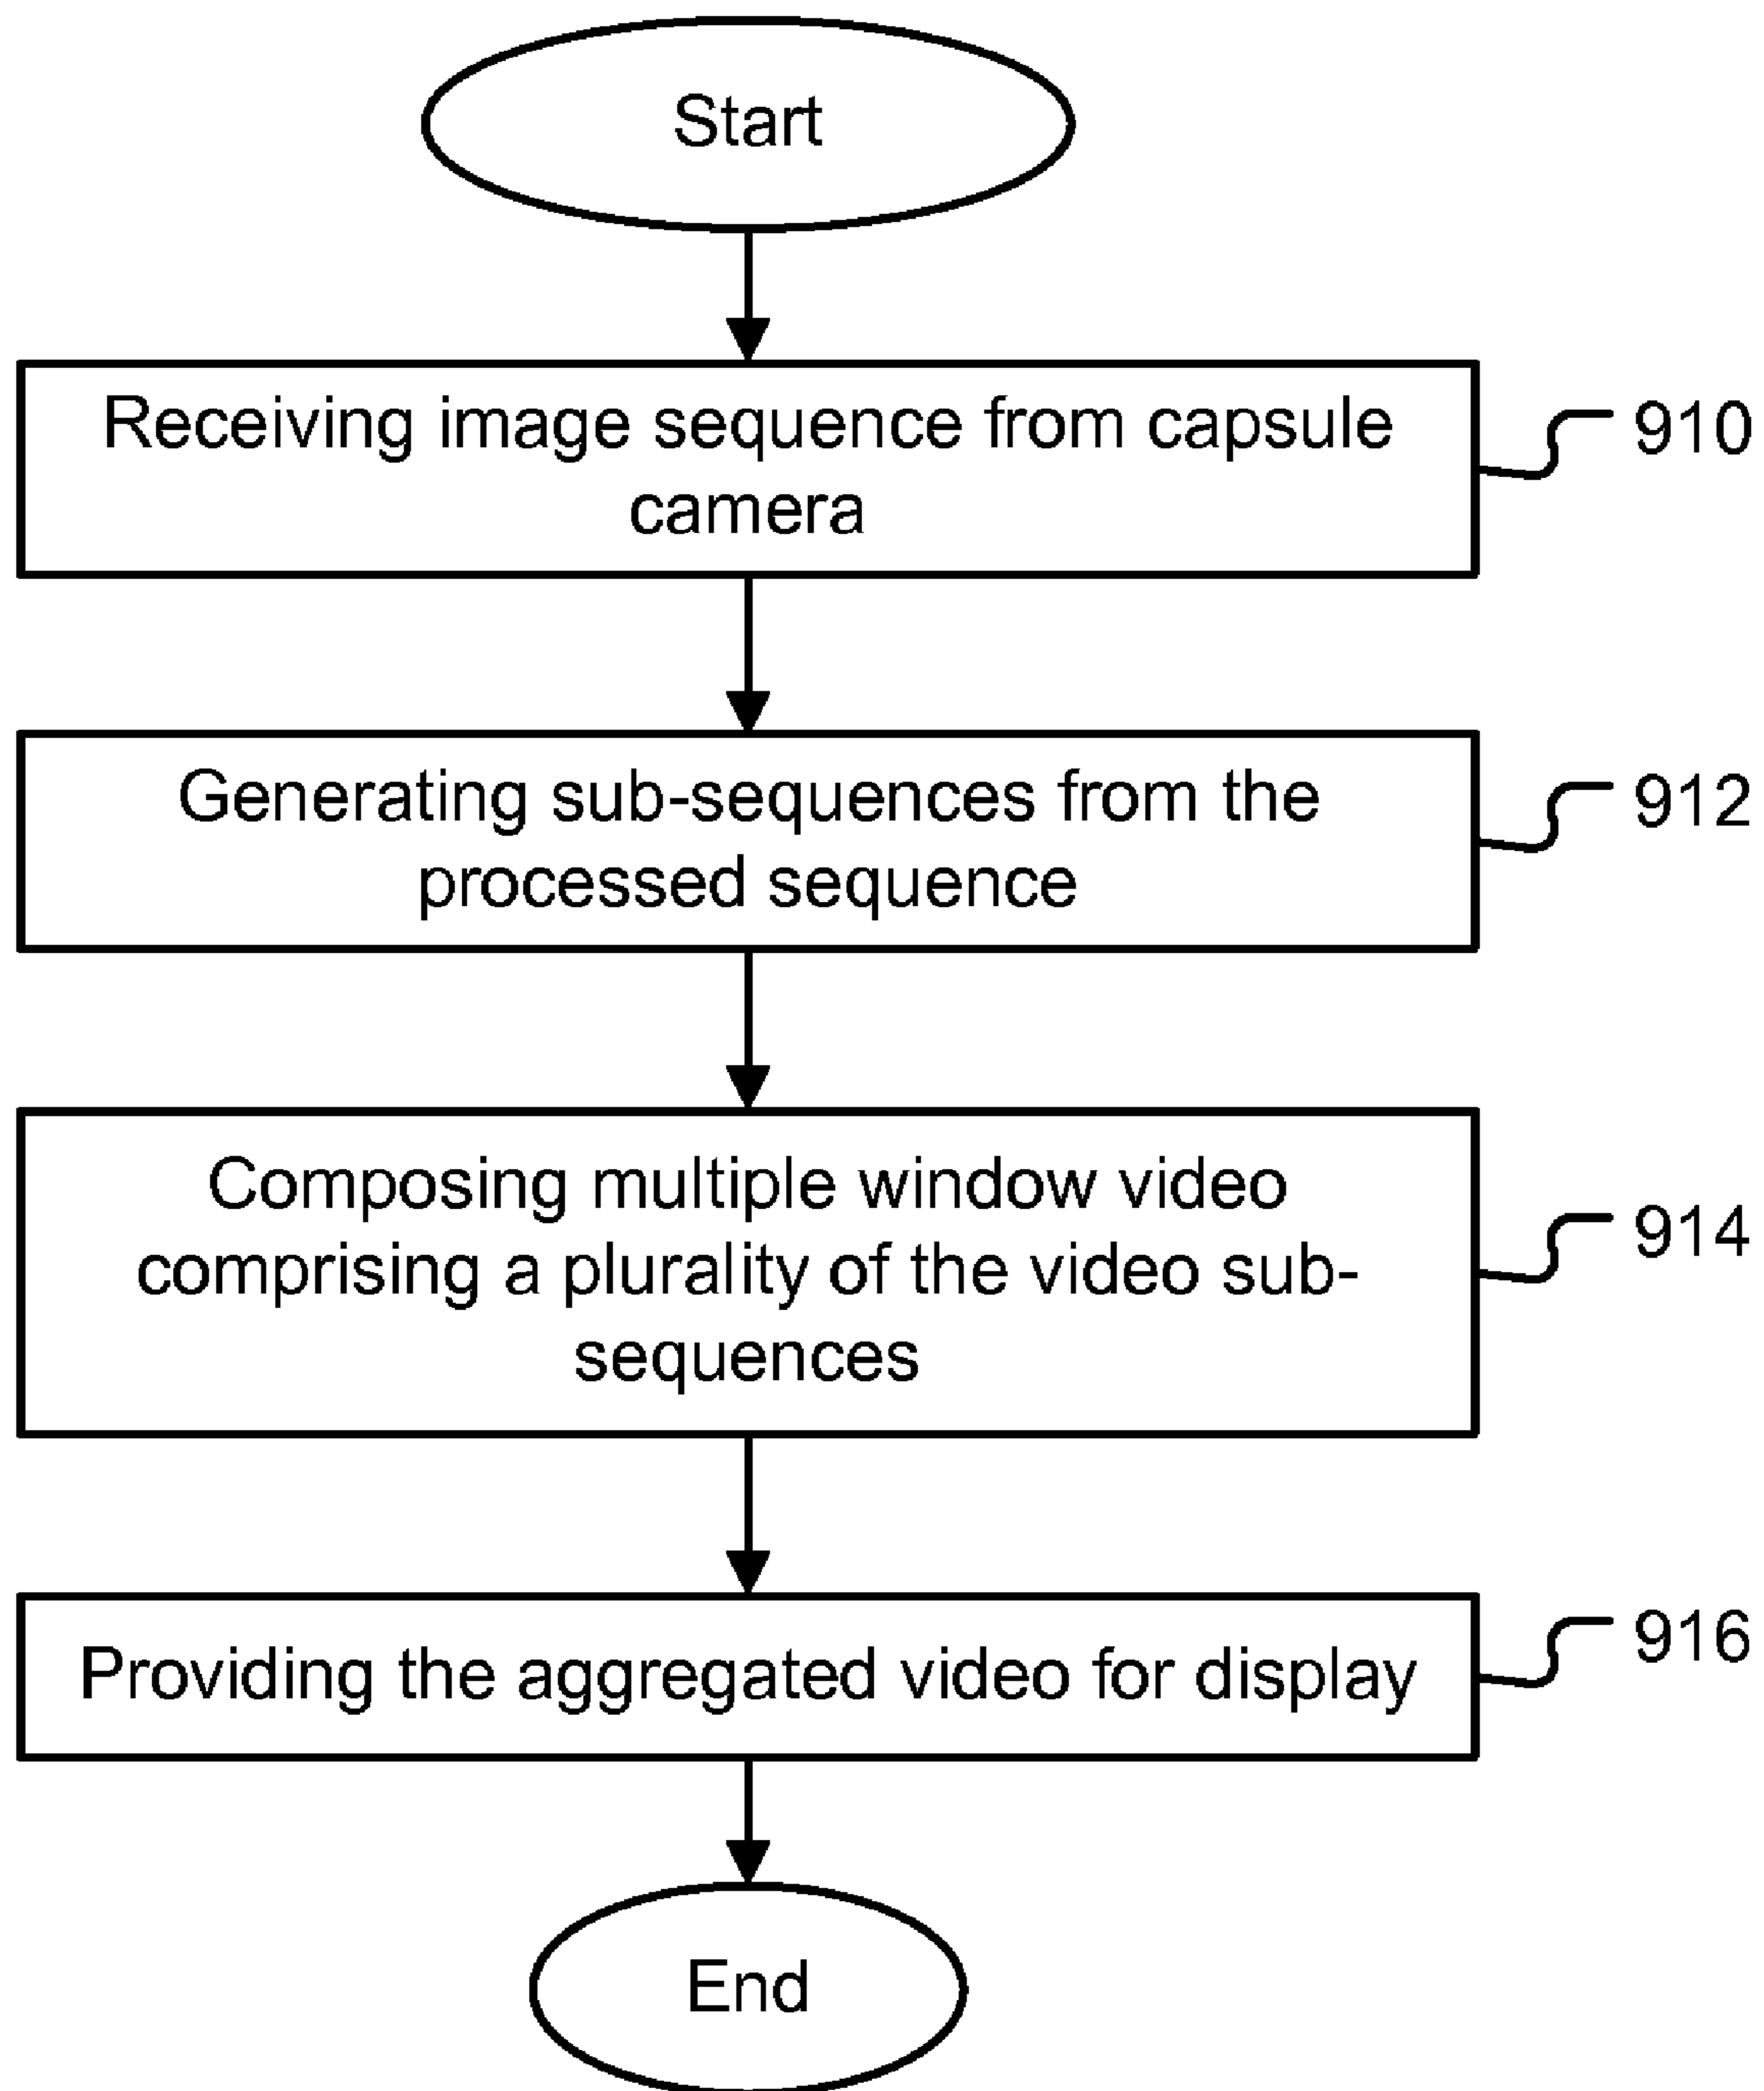 Start
Receiving image sequence from capsule
camera
910
Generating sub-sequences from the
processed sequence
912
Composing multiple window video
comprising a plurality of the video sub-
sequences
914
Providing the aggregated video for display
916
End